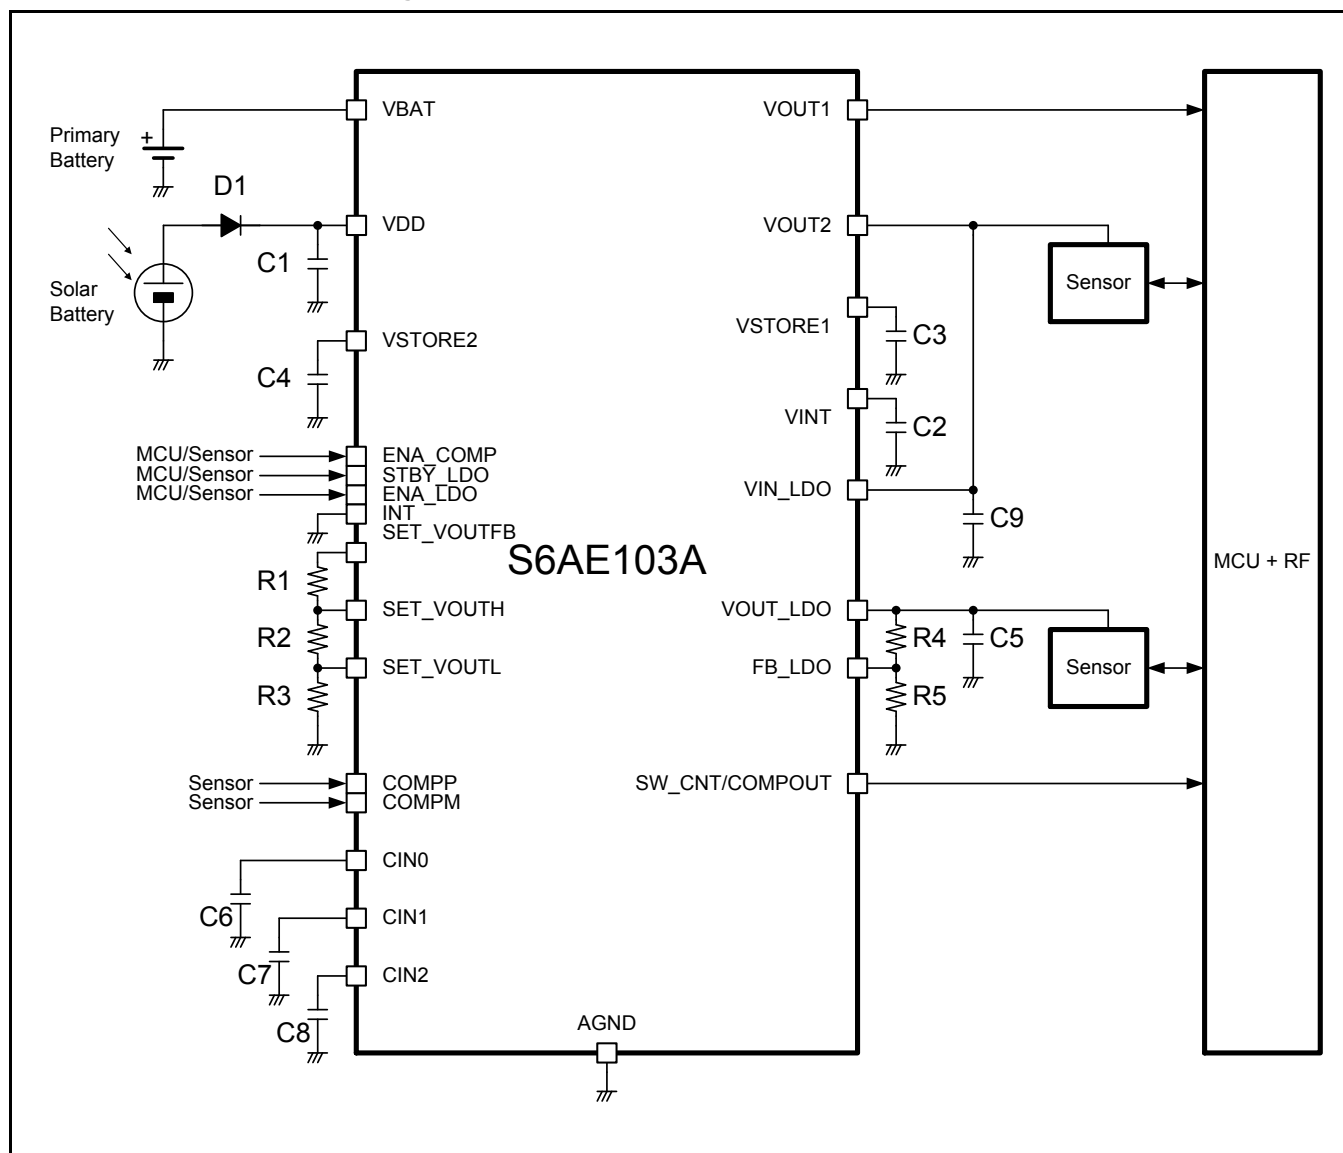 VBAT
VOUT1
Primary
Battery
+
D1
VDD
VOUT2
C1
Sensor
Solar
Battery
VSTORE1
C3
VSTORE2
C4
VINT
C2
MCU/Sensor
ENA_COMP
MCU/Sensor
STBY_LDO
MCU/Sensor
ENA_LDO
VIN_LDO
INT
C9
SET_VOUTFB
S6AE103A
MCU + RF
R1
SET_VOUTH
VOUT_LDO
R2
R4
C5
SET_VOUTL
FB_LDO
Sensor
R3
R5
Sensor
COMPP
SW_CNT/COMPOUT
Sensor
COMPM
CIN0
C6
CIN1
C7
CIN2
C8
AGND